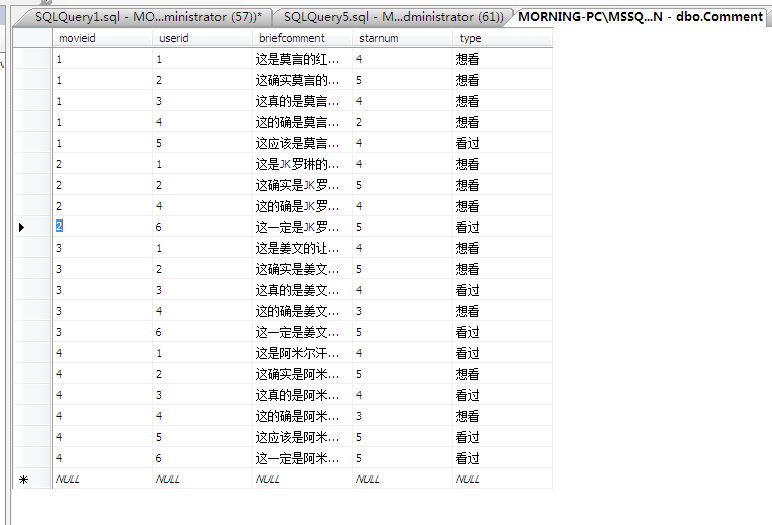 SQLQuery1.sql - MO...ministrator (57))* SQLQuery5.sql - M...dministrator (61)) MORNING-PC\MSSQ...N - dbo.Comment
movieid userid briefcomment starnum type
1 1 这是莫言的红... 4 想看
1 2 这确实莫言的... 5 想看
1 3 这真的是莫言... 4 想看
1 4 这的确是莫言... 2 想看
1 5 这应该是莫言... 4 看过
2 1 这是JK罗琳的... 4 想看
2 2 这确实是JK罗... 5 想看
2 4 这的确是JK罗... 4 想看
2 6 这一定是JK罗... 5 看过
3 1 这是姜文的让... 4 想看
3 2 这确实是姜文... 5 想看
3 3 这真的是姜文... 4 看过
3 4 这的确是姜文... 3 想看
3 6 这一定是姜文... 5 看过
4 1 这是阿米尔汗... 4 看过
4 2 这确实是阿米... 5 想看
4 3 这真的是阿米... 4 看过
4 4 这的确是阿米... 3 想看
4 5 这应该是阿米... 5 看过
4 6 这一定是阿米... 5 看过
NULL NULL NULL NULL NULL